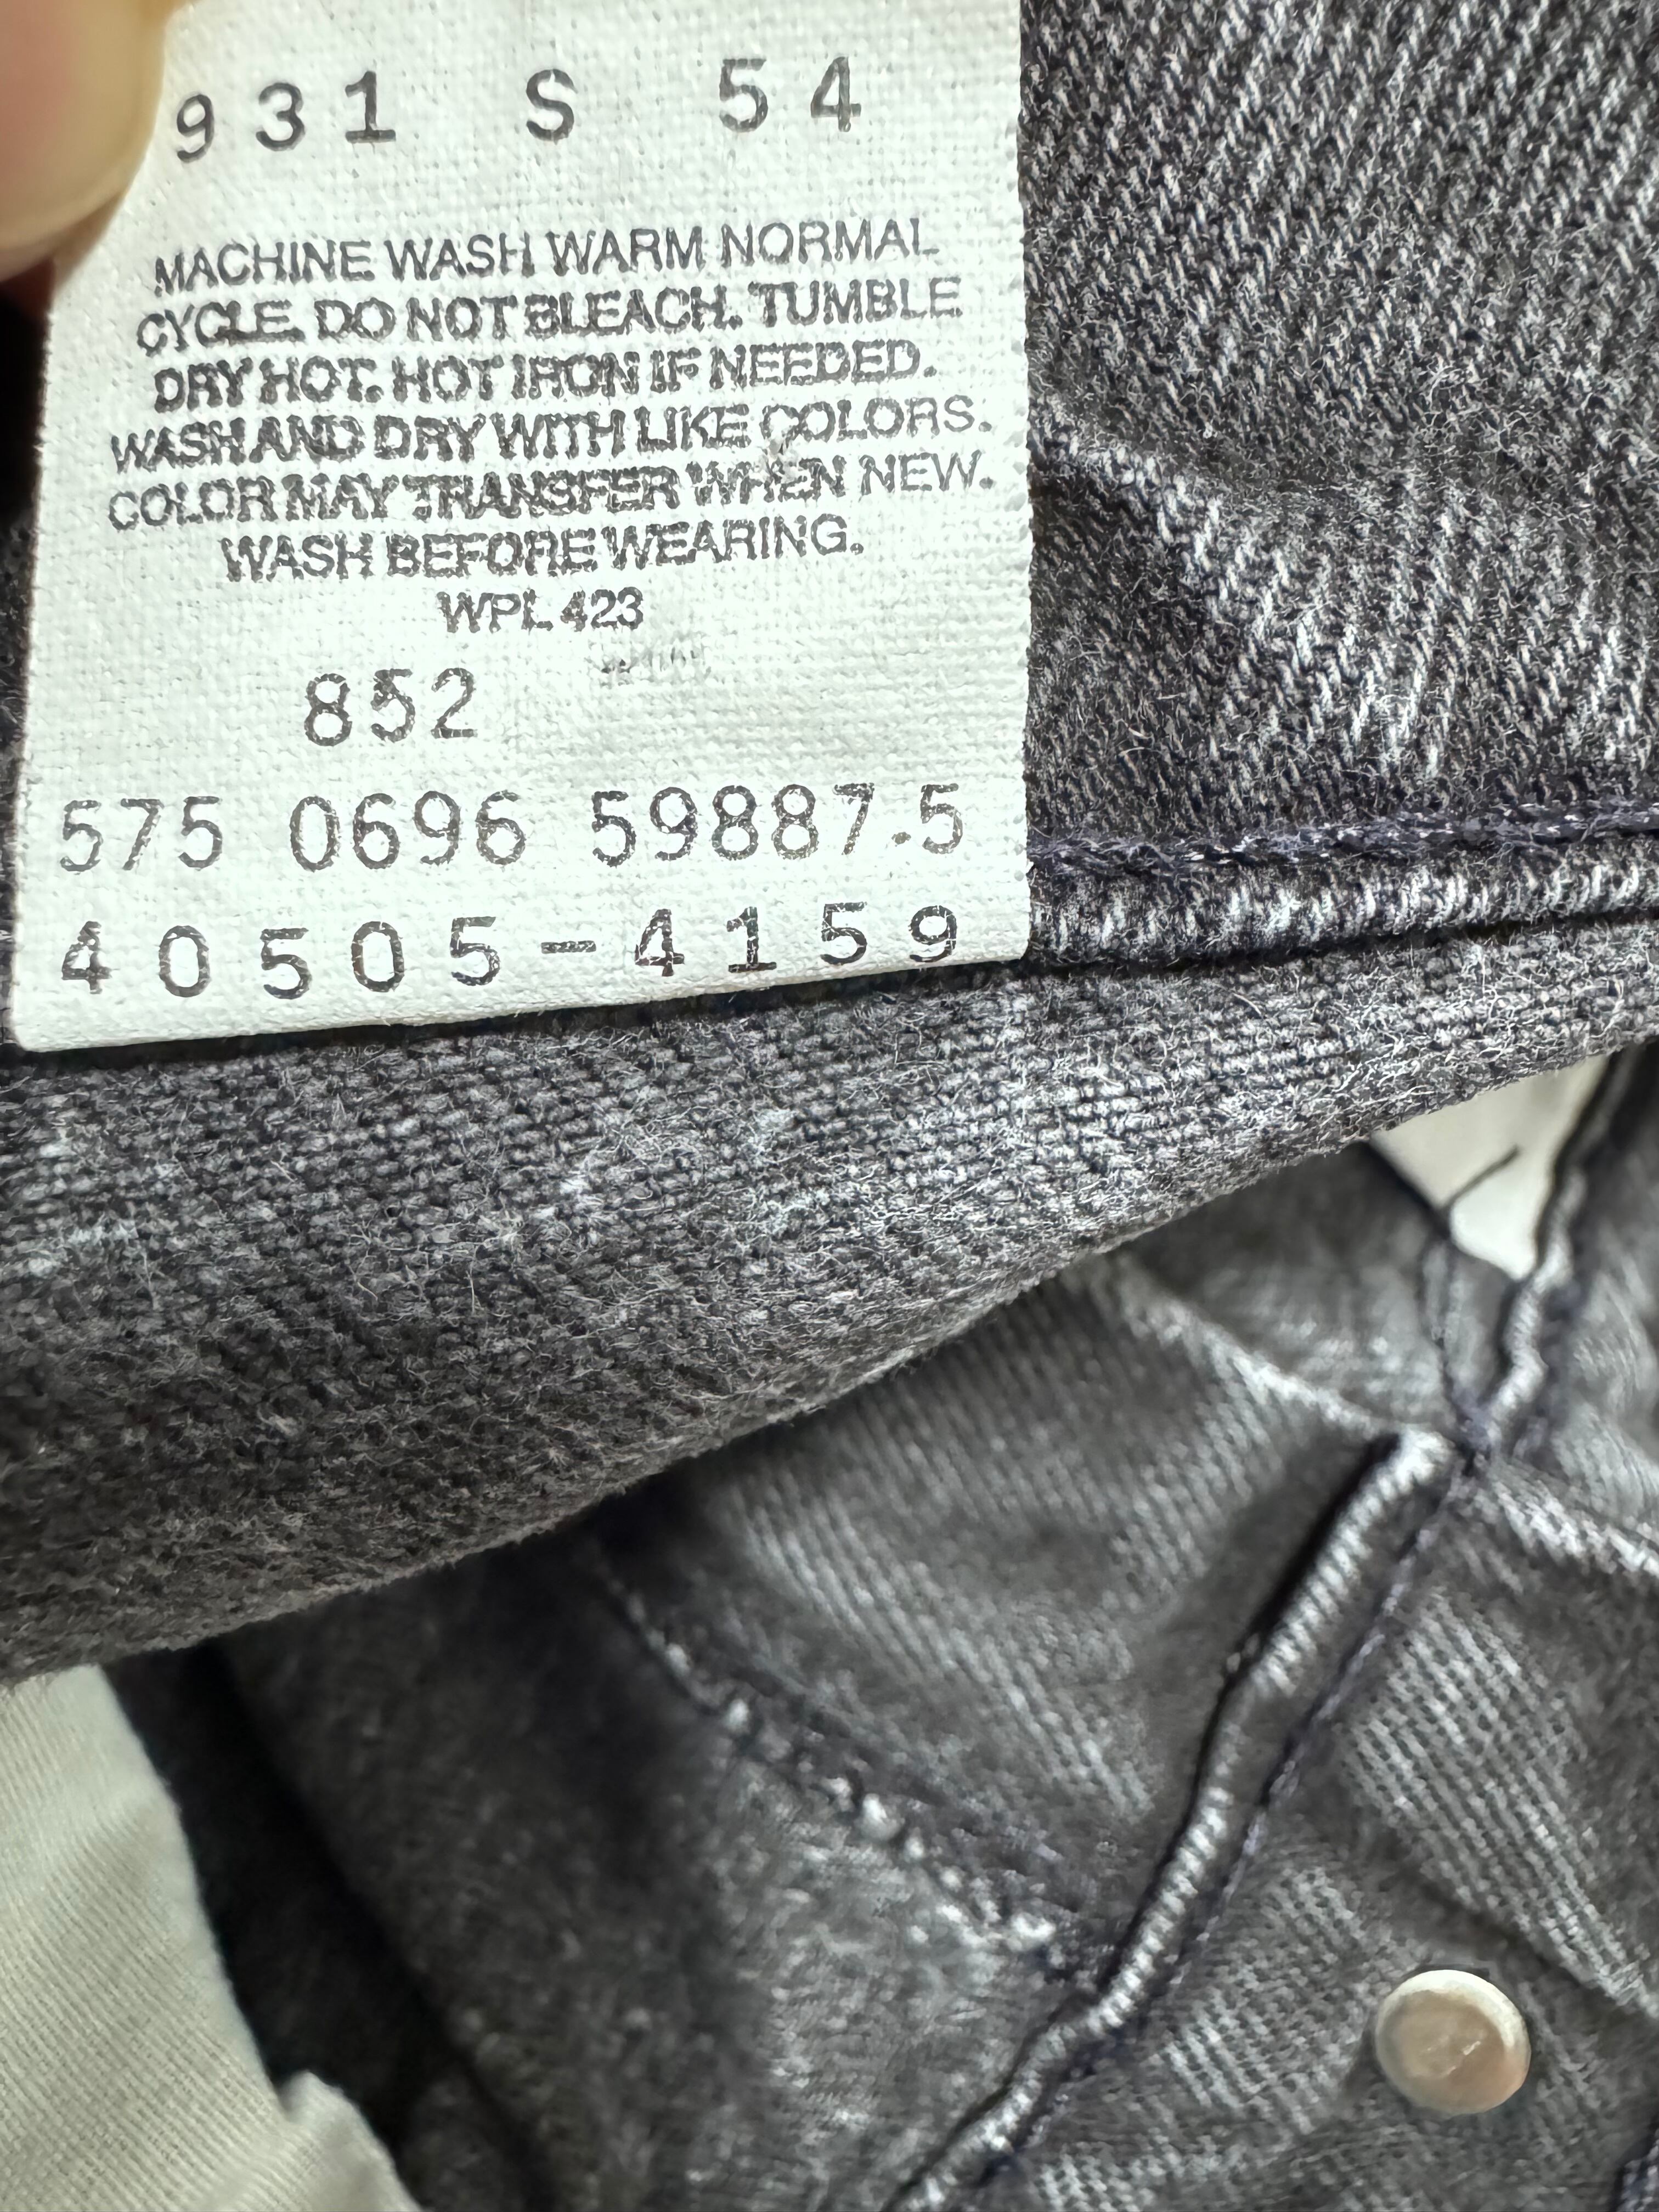 931 S 54
MACHINE WASH WARM NORMAL
CYCLE. DO NOT BLEACH. TUMBLE
DRY HOT. HOT IRON IF NEEDED.
WASH AND DRY WITH LIKE COLORS.
COLOR MAY TRANSFER WHEN NEW.
WASH BEFORE WEARING.
WPL 423
852
575 0696 59887.5
40505-4159